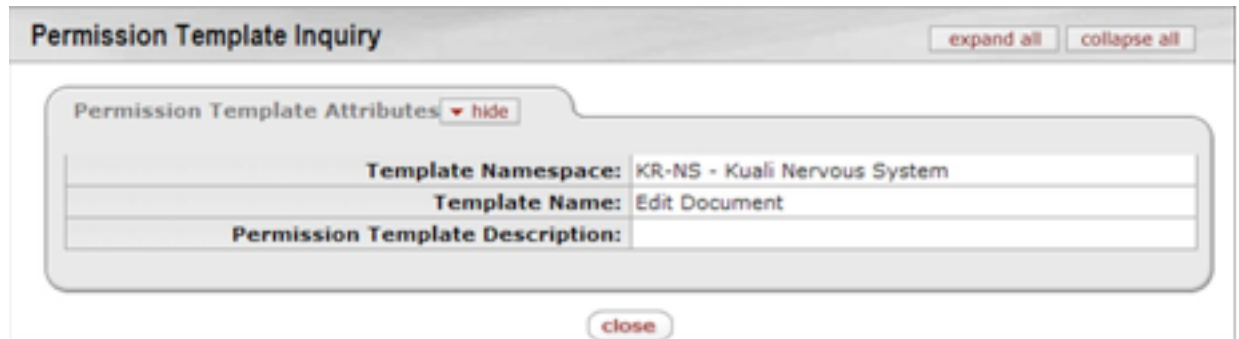 Permission Template Inquiry expand all collapse all
Permission Template Attributes hide
Template Namespace: KR-NS - Kuali Nervous System
Template Name: Edit Document
Permission Template Description:
close